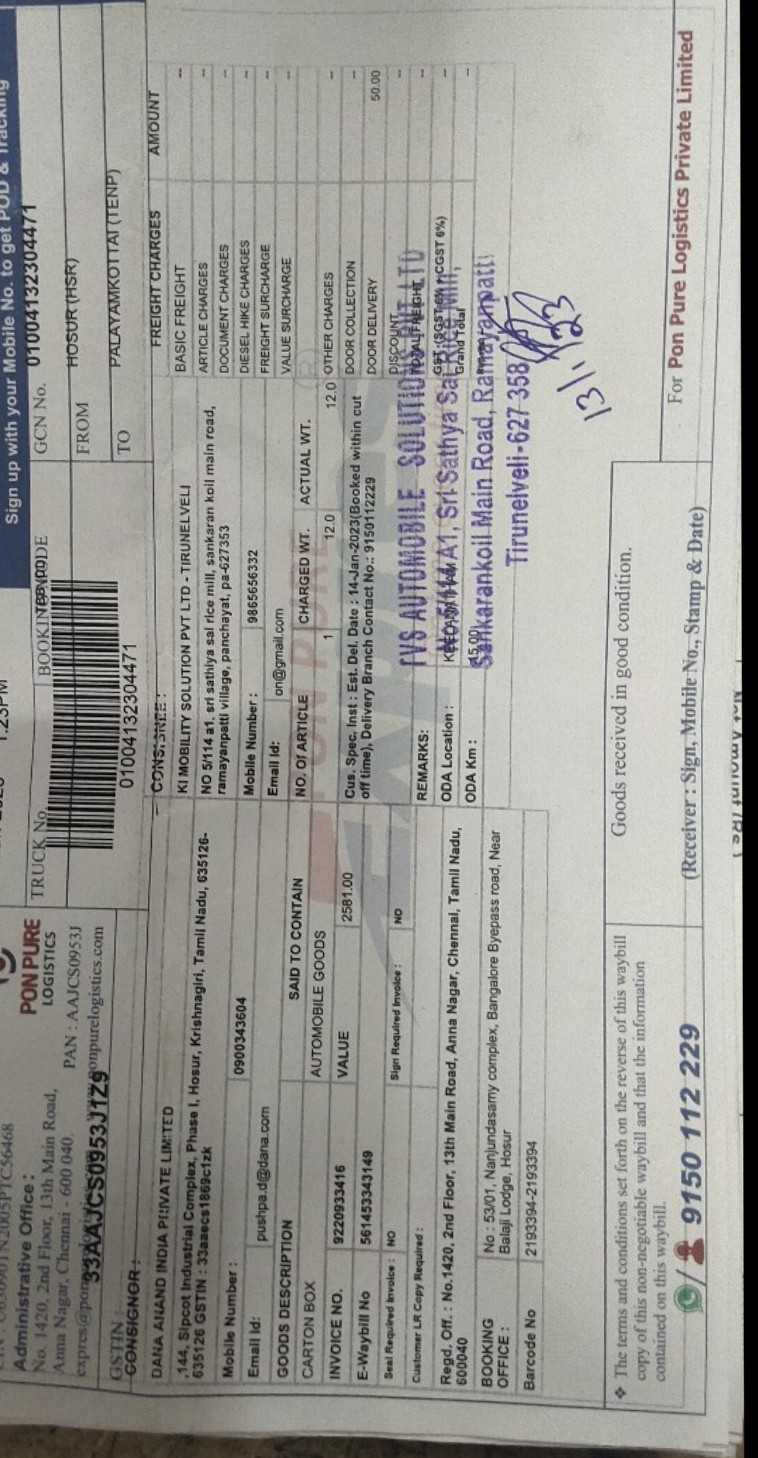 Sign up with your Mobile No. to get POD & Tracking
1:23PM
PON PURE
LOGISTICS
Administrative Office :
No. 1420, 2nd Floor, 13th Main Road,
Anna Nagar, Chennai - 600 040.
PAN : AAJCS0953J
33AAJCS0953J1Z9
GSTIN :
TRUCK No.
BOOKING MODE
TBB
01004132304471
GCN No.
01004132304471
HOSUR (HSR)
FROM
PALAYAMKOTTAI (TENP)
TO
CONSIGNOR :
DANA ANAND INDIA PRIVATE LIMITED
,144, Sipcot Industrial Complex, Phase I, Hosur, Krishnagiri, Tamil Nadu, 635126-
635126 GSTIN : 33aaecs1869c1zk
Mobile Number : 0900343604
Email Id: pushpa.d@dana.com
CONSIGNEE :
KI MOBILITY SOLUTION PVT LTD - TIRUNELVELI
NO 5/114 a1, sri sathiya sai rice mill, sankaran koil main road,
ramayanpatti village, panchayat, pa-627353
Mobile Number : 9865656332
Email Id: on@gmail.com
GOODS DESCRIPTION SAID TO CONTAIN
CARTON BOX AUTOMOBILE GOODS
NO. Of ARTICLE CHARGED WT. ACTUAL WT.
1 12.0 12.0
INVOICE NO. 9220933416 VALUE 2581.00
E-Waybill No 561453343149
Cus. Spec. Inst : Est. Del. Date : 14-Jan-2023(Booked within cut
off time), Delivery Branch Contact No.: 9150112229
Seal Required Invoice : NO Sign Required Invoice : NO
Customer LR Copy Required :
REMARKS:
Regd. Off. : No.1420, 2nd Floor, 13th Main Road, Anna Nagar, Chennai, Tamil Nadu,
600040
ODA Location :
ODA Km : 15.00
BOOKING
OFFICE :
No : 53/01, Nanjundasamy complex, Bangalore Byepass road, Near
Balaji Lodge, Hosur
Barcode No 2193394-2193394
FREIGHT CHARGES AMOUNT
BASIC FREIGHT --
ARTICLE CHARGES --
DOCUMENT CHARGES --
DIESEL HIKE CHARGES --
FREIGHT SURCHARGE --
VALUE SURCHARGE --
OTHER CHARGES --
DOOR COLLECTION --
DOOR DELIVERY 50.00
DISCOUNT --
TOTAL FREIGHT --
GST (SGST 6% + CGST 6%) --
Grand Total --
TVS AUTOMOBILE SOLUTIONS PVT LTD
5/114 A1, Sri Sathya Sai Rice Mill,
Sankarankoil Main Road, Ramayanpatti
Tirunelveli-627 358
13/1/23
❖ The terms and conditions set forth on the reverse of this waybill
copy of this non-negotiable waybill and that the information
contained on this waybill.
9150 112 229
Goods received in good condition.
(Receiver : Sign, Mobile No., Stamp & Date)
For Pon Pure Logistics Private Limited